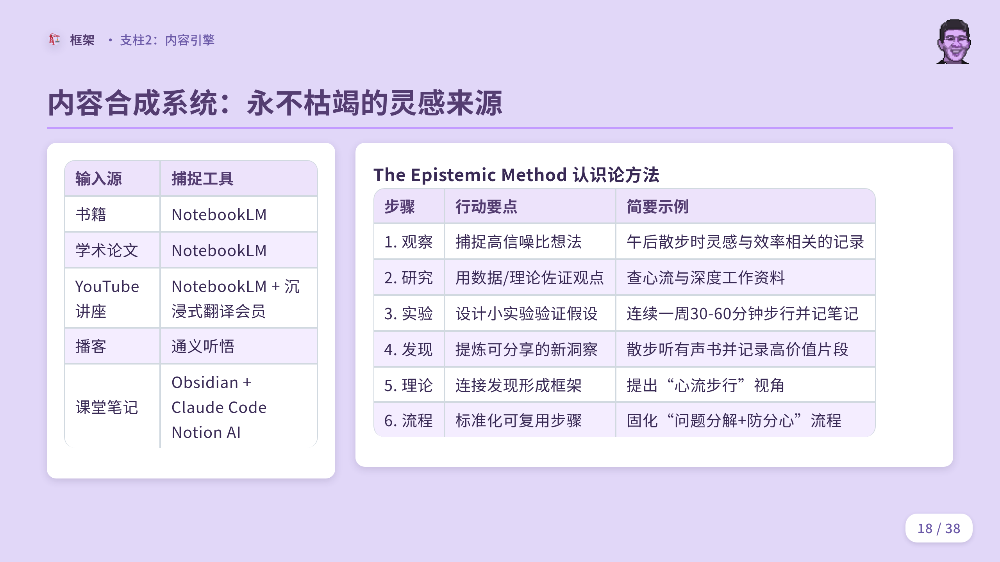 框架 • 支柱2：内容引擎
内容合成系统：永不枯竭的灵感来源
输入源 捕捉工具
书籍 NotebookLM
学术论文 NotebookLM
YouTube
讲座
NotebookLM + 沉
浸式翻译会员
播客 通义听悟
课堂笔记
Obsidian +
Claude Code
Notion AI
The Epistemic Method 认识论方法
步骤 行动要点 简要示例
1. 观察 捕捉高信噪比想法 午后散步时灵感与效率相关的记录
2. 研究 用数据/理论佐证观点 查心流与深度工作资料
3. 实验 设计小实验验证假设 连续一周30-60分钟步行并记笔记
4. 发现 提炼可分享的新洞察 散步听有声书并记录高价值片段
5. 理论 连接发现形成框架 提出“心流步行”视角
6. 流程 标准化可复用步骤 固化“问题分解+防分心”流程
18 / 38